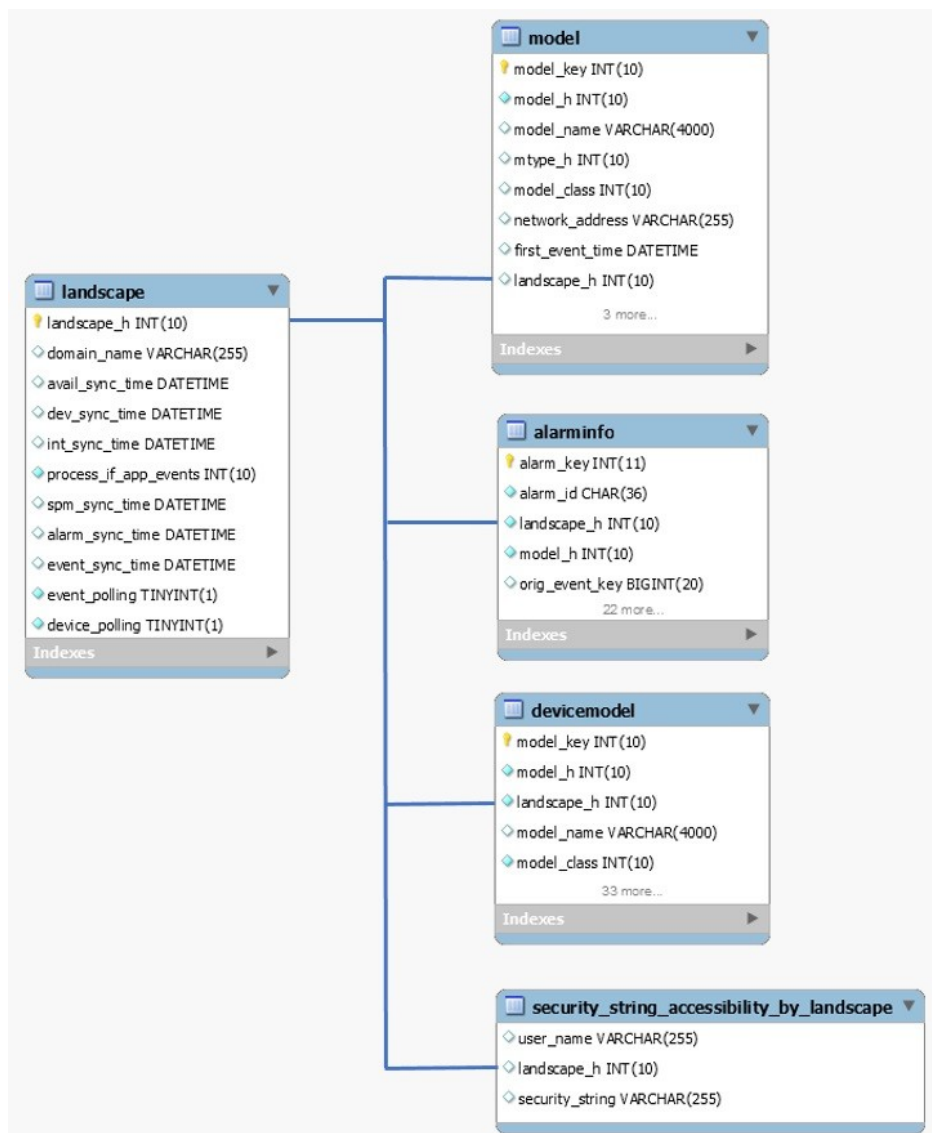 model
model_key INT(10)
model_h INT(10)
model_name VARCHAR(4000)
mtype_h INT(10)
model_class INT(10)
network_address VARCHAR(255)
first_event_time DATETIME
landscape_h INT(10)
3 more...
Indexes
landscape
landscape_h INT(10)
domain_name VARCHAR(255)
avail_sync_time DATETIME
dev_sync_time DATETIME
int_sync_time DATETIME
process_if_app_events INT(10)
spm_sync_time DATETIME
alarm_sync_time DATETIME
event_sync_time DATETIME
event_polling TINYINT(1)
device_polling TINYINT(1)
Indexes
alarminfo
alarm_key INT(11)
alarm_id CHAR(36)
landscape_h INT(10)
model_h INT(10)
orig_event_key BIGINT(20)
22 more...
Indexes
devicemodel
model_key INT(10)
model_h INT(10)
landscape_h INT(10)
model_name VARCHAR(4000)
model_class INT(10)
33 more...
Indexes
security_string_accessibility_by_landscape
user_name VARCHAR(255)
landscape_h INT(10)
security_string VARCHAR(255)